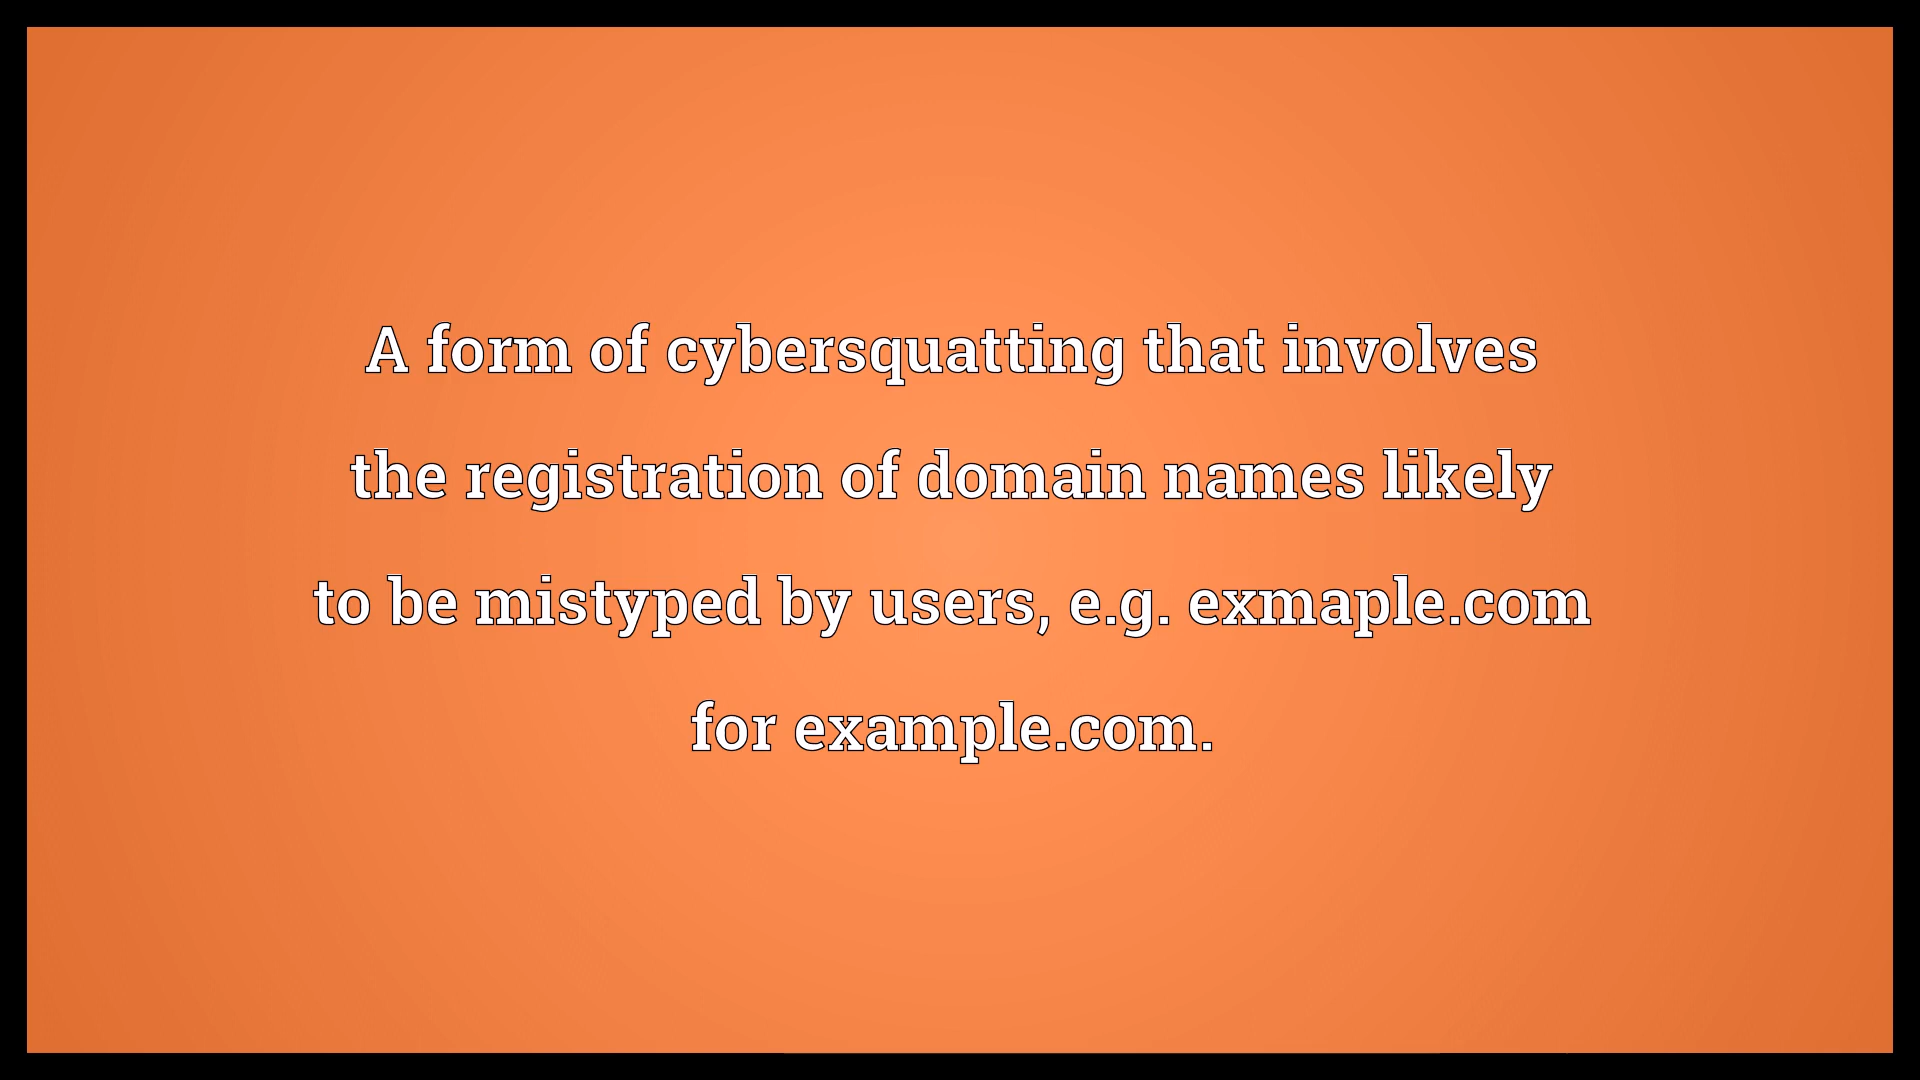 A form of cybersquatting that involves
the registration of domain names likely
to be mistyped by users, e.g. exmaple.com
for example.com.